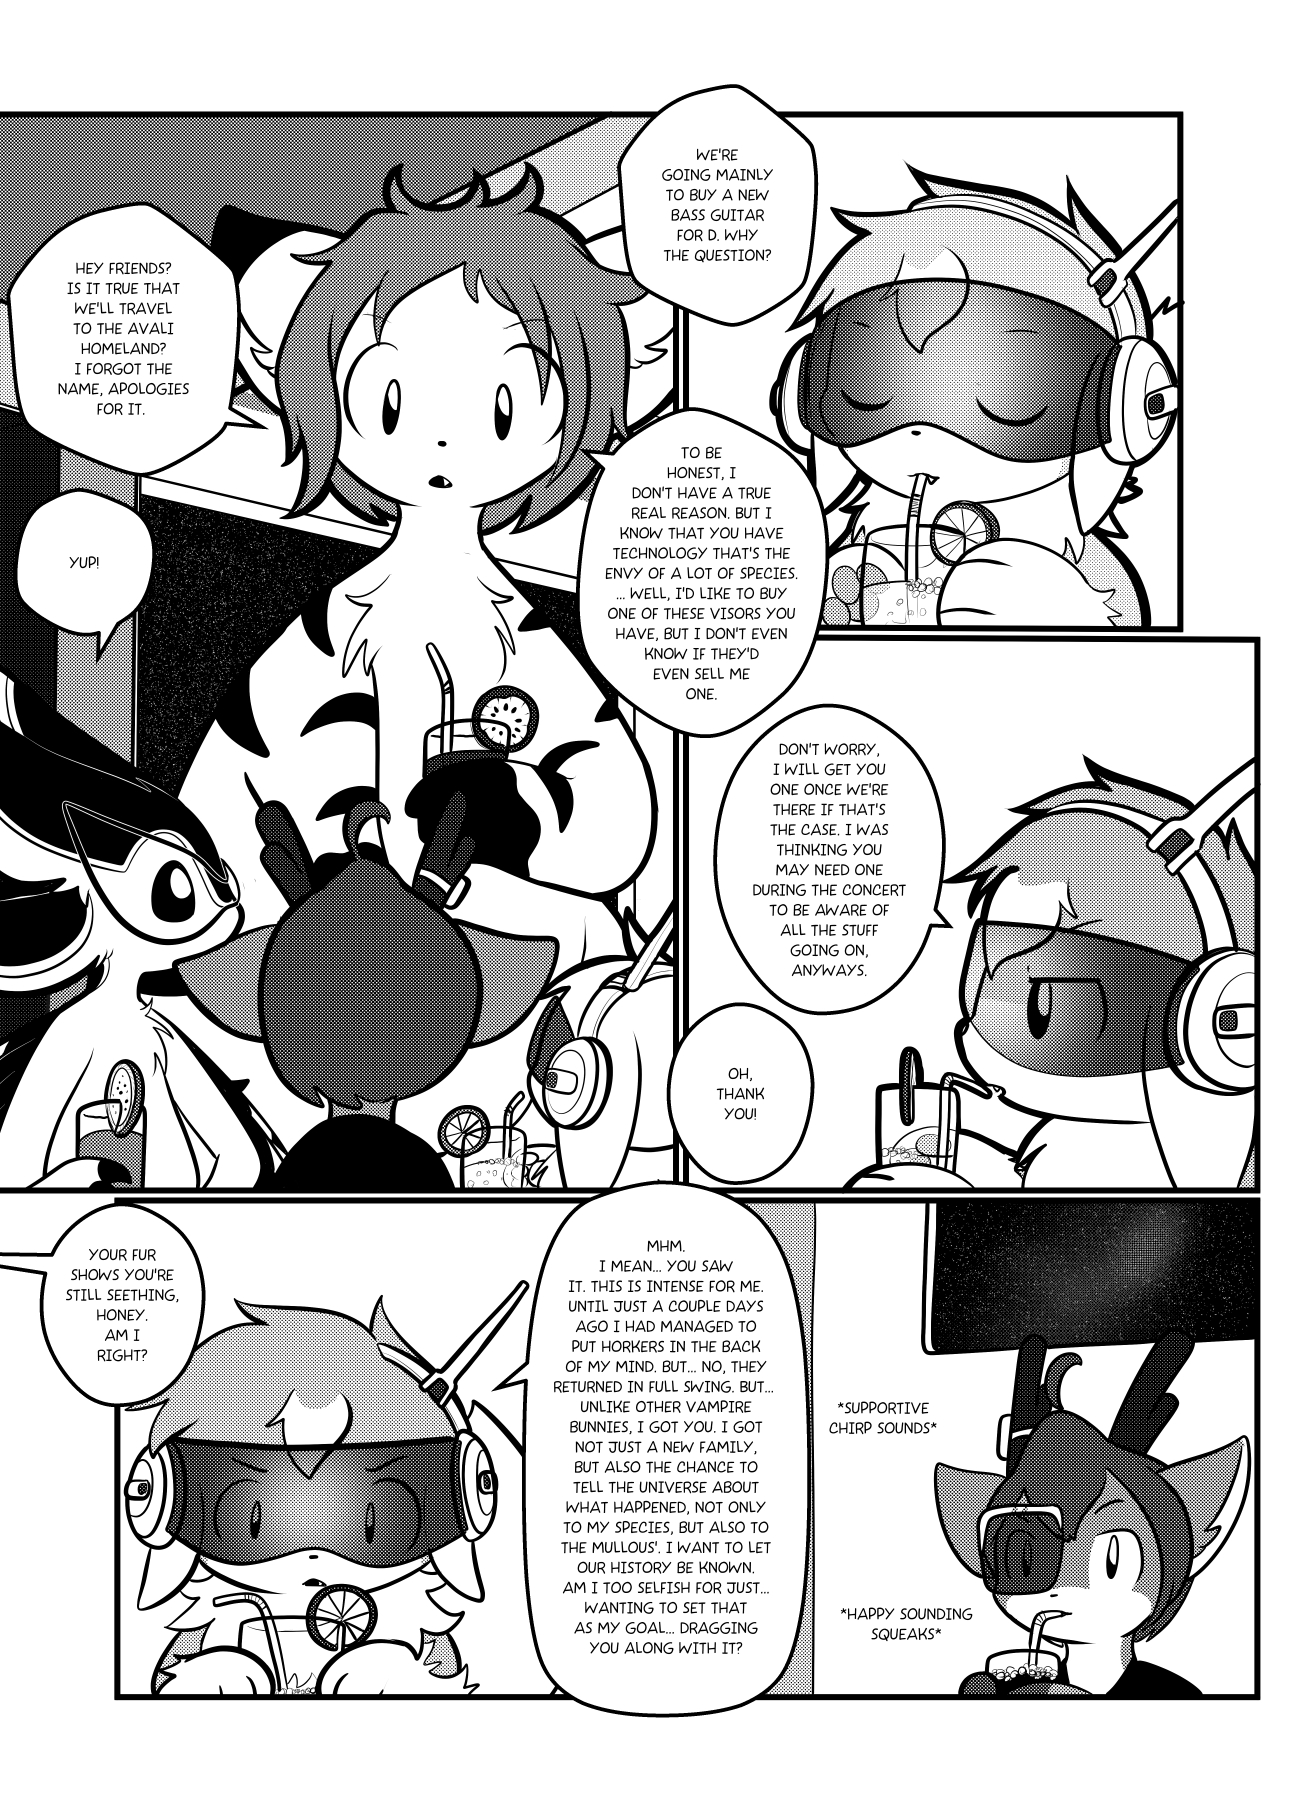 HEY FRIENDS?
IS IT TRUE THAT
WE'LL TRAVEL
TO THE AVALI
HOMELAND?
I FORGOT THE
NAME, APOLOGIES
FOR IT.
YUP!
WE'RE
GOING MAINLY
TO BUY A NEW
BASS GUITAR
FOR D. WHY
THE QUESTION?
TO BE
HONEST, I
DON'T HAVE A TRUE
REAL REASON. BUT I
KNOW THAT YOU HAVE
TECHNOLOGY THAT'S THE
ENVY OF A LOT OF SPECIES.
... WELL, I'D LIKE TO BUY
ONE OF THESE VISORS YOU
HAVE, BUT I DON'T EVEN
KNOW IF THEY'D
EVEN SELL ME
ONE.
DON'T WORRY,
I WILL GET YOU
ONE ONCE WE'RE
THERE IF THAT'S
THE CASE. I WAS
THINKING YOU
MAY NEED ONE
DURING THE CONCERT
TO BE AWARE OF
ALL THE STUFF
GOING ON,
ANYWAYS.
OH,
THANK
YOU!
YOUR FUR
SHOWS YOU'RE
STILL SEETHING,
HONEY.
AM I
RIGHT?
MHM.
I MEAN... YOU SAW
IT. THIS IS INTENSE FOR ME.
UNTIL JUST A COUPLE DAYS
AGO I HAD MANAGED TO
PUT HORKERS IN THE BACK
OF MY MIND. BUT... NO, THEY
RETURNED IN FULL SWING. BUT...
UNLIKE OTHER VAMPIRE
BUNNIES, I GOT YOU. I GOT
NOT JUST A NEW FAMILY,
BUT ALSO THE CHANCE TO
TELL THE UNIVERSE ABOUT
WHAT HAPPENED, NOT ONLY
TO MY SPECIES, BUT ALSO TO
THE MULLOUS'. I WANT TO LET
OUR HISTORY BE KNOWN.
AM I TOO SELFISH FOR JUST...
WANTING TO SET THAT
AS MY GOAL... DRAGGING
YOU ALONG WITH IT?
*SUPPORTIVE
CHIRP SOUNDS*
*HAPPY SOUNDING
SQUEAKS*